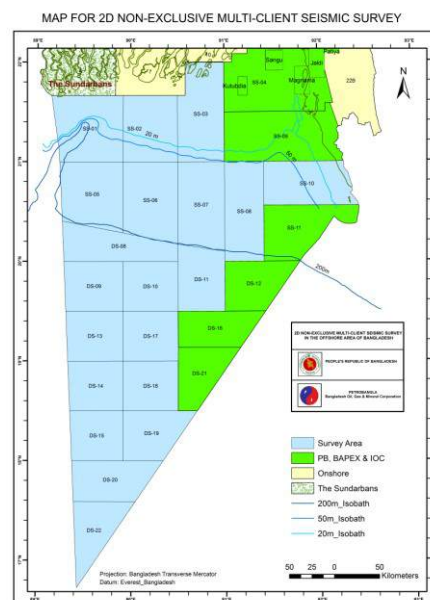 MAP FOR 2D NON-EXCLUSIVE MULTI-CLIENT SEISMIC SURVEY
Patiya
Sangu
Jaldi
SS-04
Magnama
Kutubdia
22B
The Sundarbans
N
SS-03
SS-01
SS-02
20 m
SS-09
50 m
SS-10
SS-05
SS-06
SS-07
SS-08
SS-11
DS-08
200m
DS-09
DS-10
DS-11
DS-12
DS-13
DS-17
DS-16
2D NON-EXCLUSIVE MULTI-CLIENT SEISMIC SURVEY
IN THE OFFSHORE AREA OF BANGLADESH
PEOPLE'S REPUBLIC OF BANGLADESH
PETROBANGLA
Bangladesh Oil, Gas & Mineral Corporation
DS-14
DS-18
DS-21
DS-15
DS-19
DS-20
DS-22
Survey Area
PB, BAPEX & IOC
Onshore
The Sundarbans
200m_Isobath
50m_Isobath
20m_Isobath
Projection: Bangladesh Transverse Mercator
Datum: Everest_Bangladesh
50 25 0 50
Kilometers